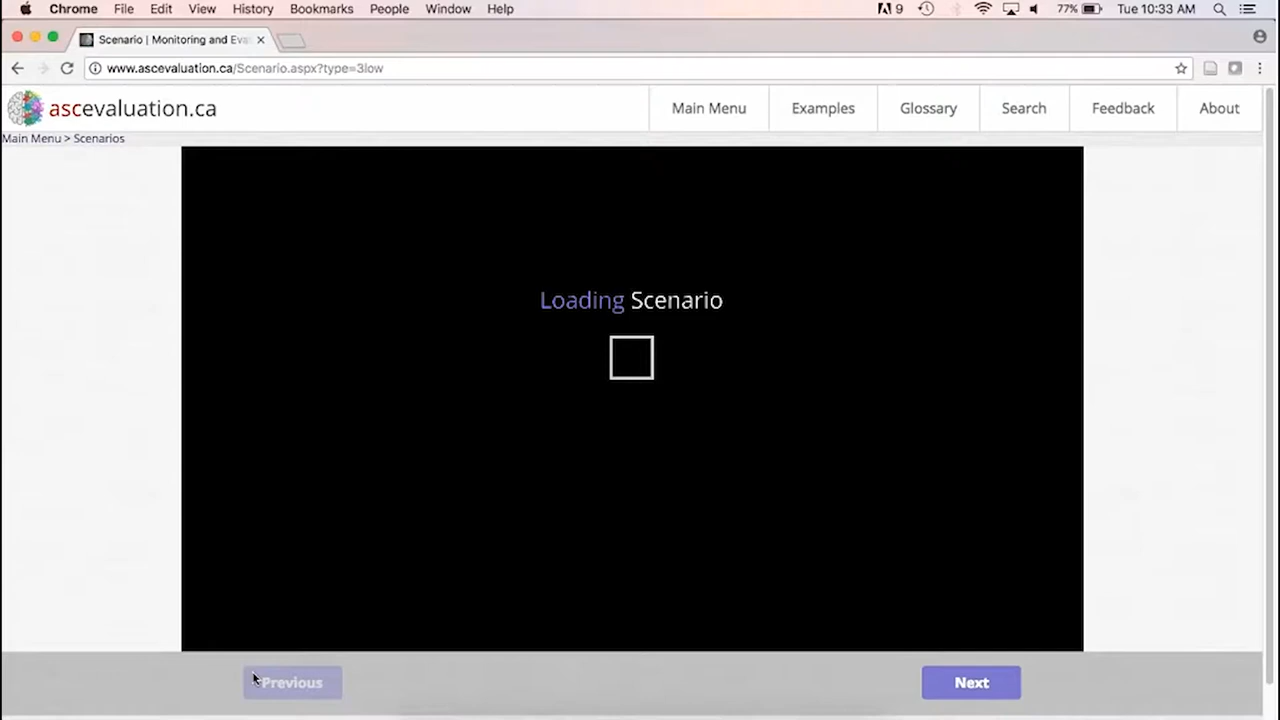 Chrome File Edit View History Bookmarks People Window Help 9 77% Tue 10:33 AM
Scenario | Monitoring and Eva
www.ascevaluation.ca/Scenario.aspx?type=3low
ascevaluation.ca Main Menu Examples Glossary Search Feedback About
Main Menu > Scenarios
Loading Scenario
Previous Next